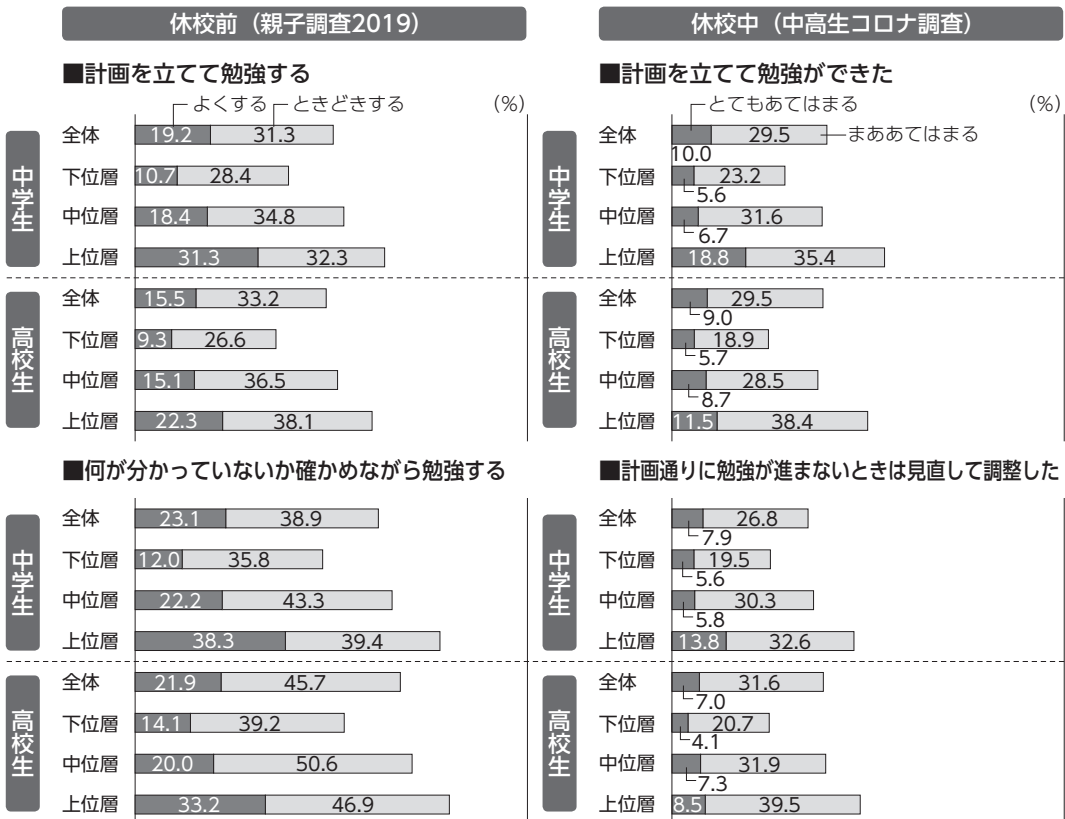 休校前（親子調査2019）
■計画を立てて勉強する
よくする ときどきする (%)
中学生
全体 19.2 31.3
下位層 10.7 28.4
中位層 18.4 34.8
上位層 31.3 32.3
高校生
全体 15.5 33.2
下位層 9.3 26.6
中位層 15.1 36.5
上位層 22.3 38.1
■何が分かっていないか確かめながら勉強する
中学生
全体 23.1 38.9
下位層 12.0 35.8
中位層 22.2 43.3
上位層 38.3 39.4
高校生
全体 21.9 45.7
下位層 14.1 39.2
中位層 20.0 50.6
上位層 33.2 46.9
休校中（中高生コロナ調査）
■計画を立てて勉強ができた
とてもあてはまる (%)
中学生
全体 10.0 29.5 まああてはまる
下位層 5.6 23.2
中位層 6.7 31.6
上位層 18.8 35.4
高校生
全体 9.0 29.5
下位層 5.7 18.9
中位層 8.7 28.5
上位層 11.5 38.4
■計画通りに勉強が進まないときは見直して調整した
中学生
全体 7.9 26.8
下位層 5.6 19.5
中位層 5.8 30.3
上位層 13.8 32.6
高校生
全体 7.0 31.6
下位層 4.1 20.7
中位層 7.3 31.9
上位層 8.5 39.5